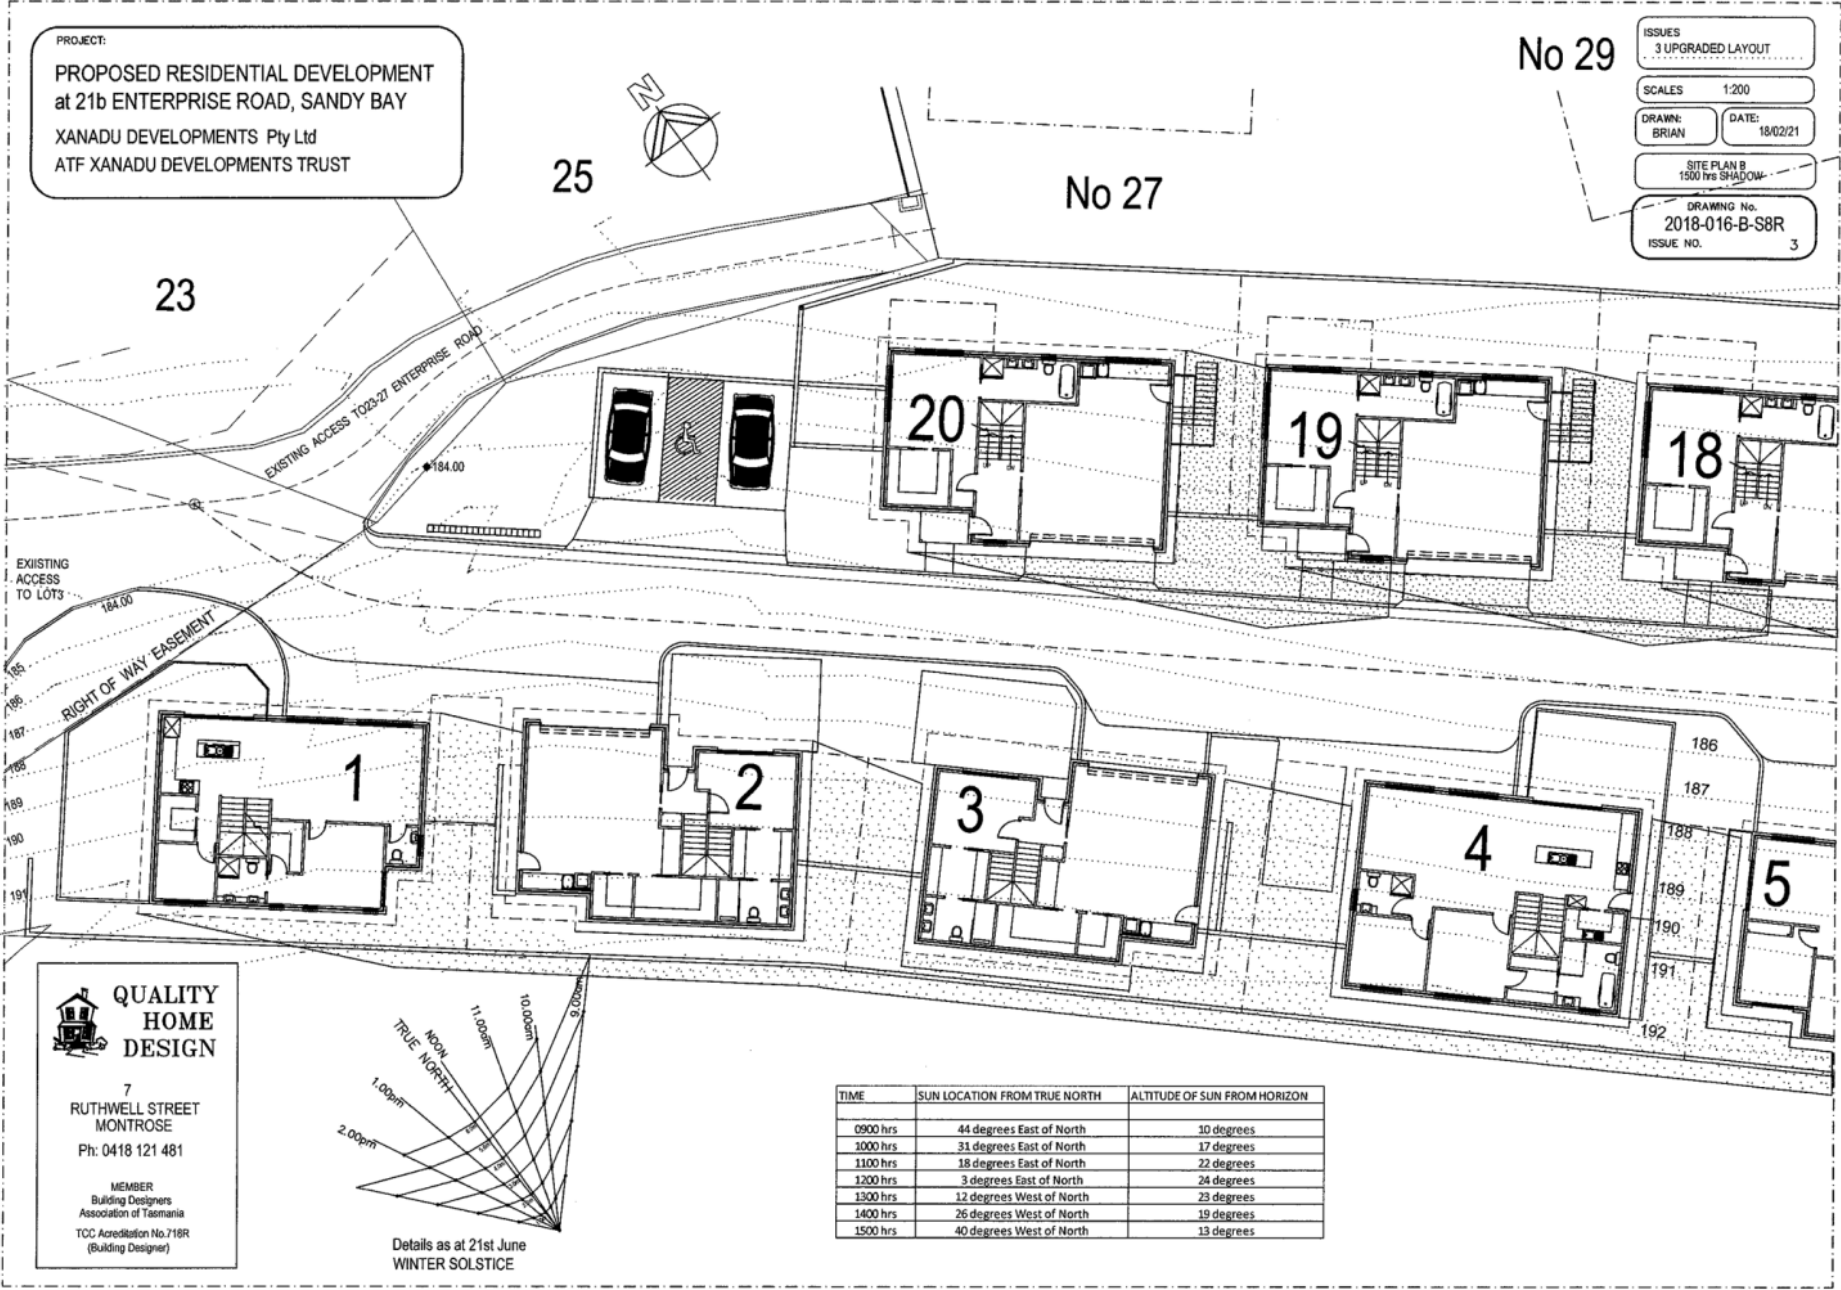 PROJECT:
PROPOSED RESIDENTIAL DEVELOPMENT
at 21b ENTERPRISE ROAD, SANDY BAY
XANADU DEVELOPMENTS Pty Ltd
ATF XANADU DEVELOPMENTS TRUST
N
No 29
ISSUES
3 UPGRADED LAYOUT
SCALES 1:200
DRAWN:
BRIAN
DATE:
18/02/21
SITE PLAN B
1500 hrs SHADOW
DRAWING No.
2018-016-B-S8R
ISSUE NO. 3
25
No 27
23
EXISTING ACCESS TO23-27 ENTERPRISE ROAD
184.00
20
19
18
EXIISTING
ACCESS
TO LOT3
184.00
RIGHT OF WAY EASEMENT
185
186
187
188
189
190
191
1
2
3
4
5
186
187
188
189
190
191
192
QUALITY
HOME
DESIGN
7
RUTHWELL STREET
MONTROSE
Ph: 0418 121 481
MEMBER
Building Designers
Association of Tasmania
TCC Acreditation No.718R
(Building Designer)
9.00am
10.00am
11.00am
NOON
TRUE NORTH
1.00pm
2.00pm
Details as at 21st June
WINTER SOLSTICE
TIME SUN LOCATION FROM TRUE NORTH ALTITUDE OF SUN FROM HORIZON
0900 hrs 44 degrees East of North 10 degrees
1000 hrs 31 degrees East of North 17 degrees
1100 hrs 18 degrees East of North 22 degrees
1200 hrs 3 degrees East of North 24 degrees
1300 hrs 12 degrees West of North 23 degrees
1400 hrs 26 degrees West of North 19 degrees
1500 hrs 40 degrees West of North 13 degrees